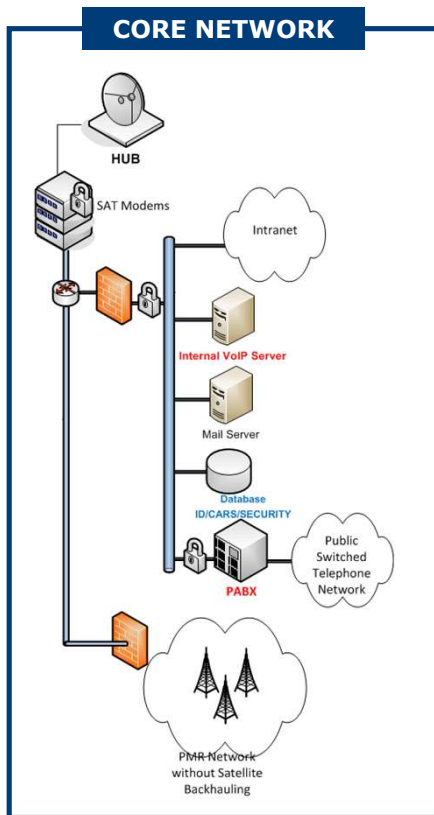 CORE NETWORK
HUB
SAT Modems
Intranet
Internal VoIP Server
Mail Server
Database
ID/CARS/SECURITY
Public
Switched
Telephone
Network
PABX
PMR Network
without Satellite
Backhauling